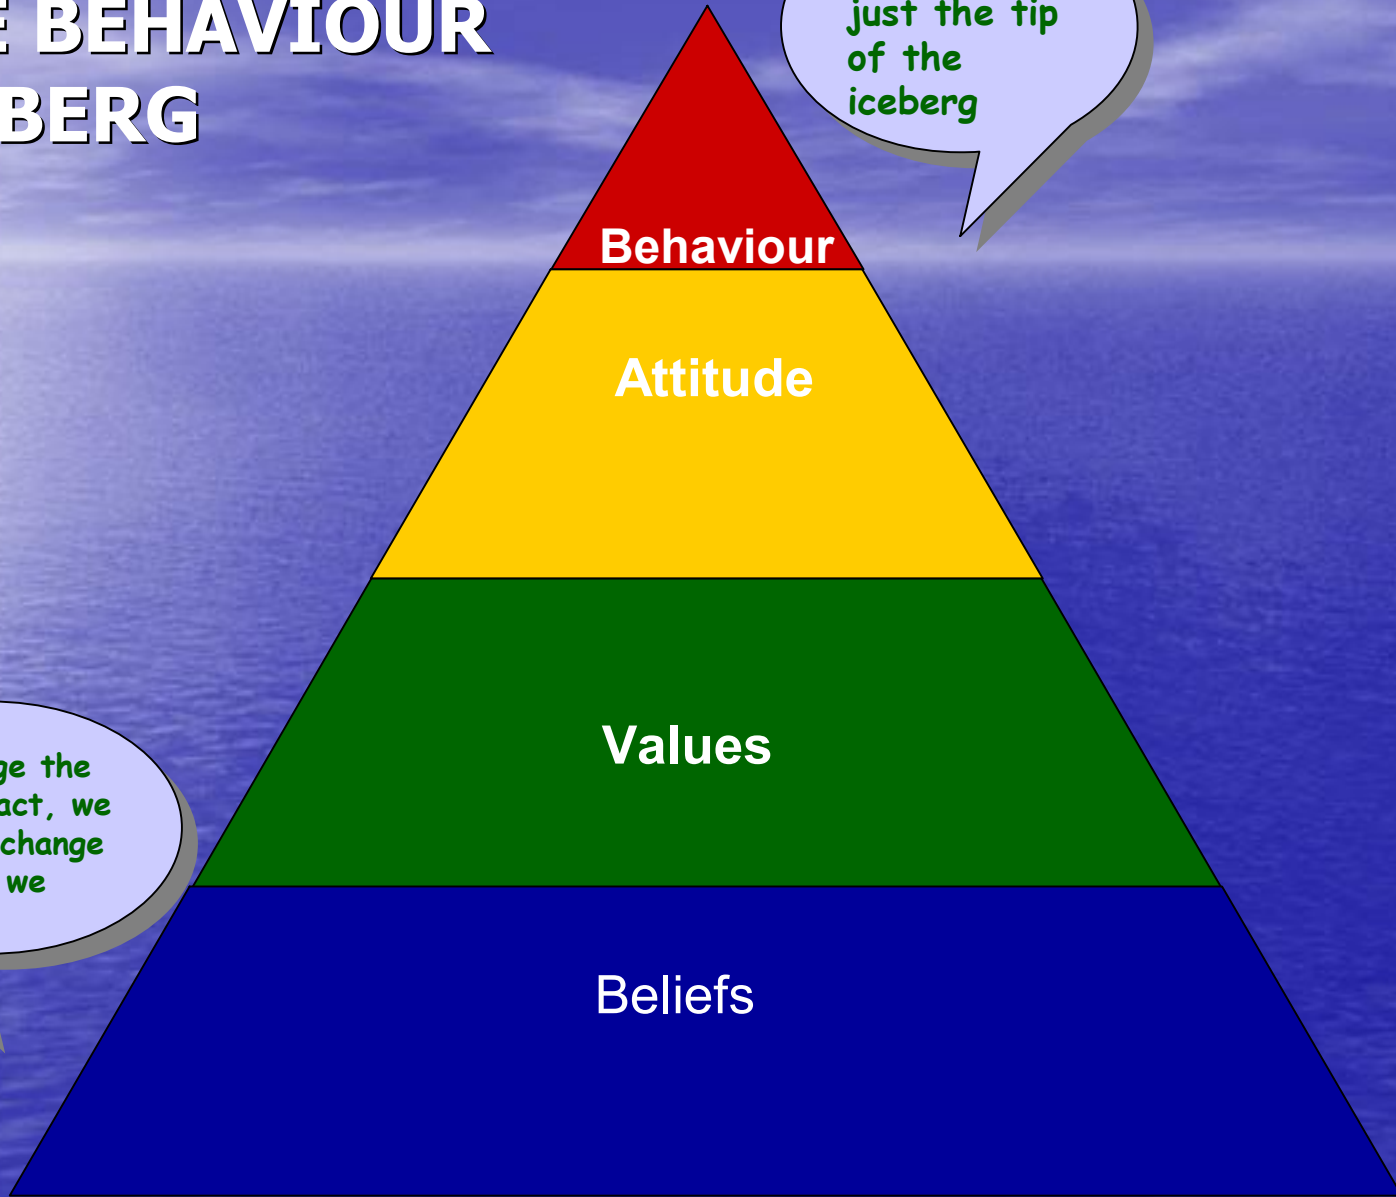 E BEHAVIOUR
BERG
just the tip
of the
iceberg
Behaviour
Attitude
Values
ge the
act, we
change
we
Beliefs